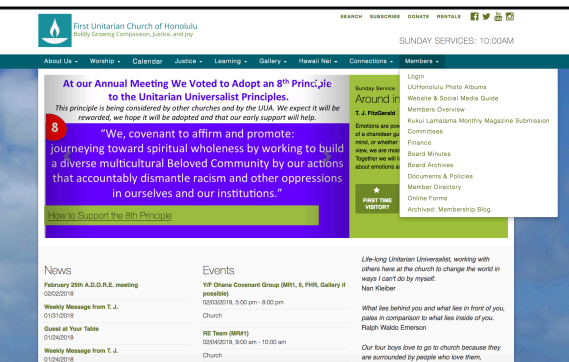 SEARCH SUBSCRIBE DONATE RENTALS
First Unitarian Church of Honolulu
Boldly Growing Compassion, Justice, and Joy
SUNDAY SERVICES: 10:00AM
About Us Worship Calendar Justice Learning Gallery Hawaii Nei Connections Members
At our Annual Meeting We Voted to Adopt an 8th Principle
to the Unitarian Universalist Principles.
This principle is being considered by other churches and by the UUA. We expect it will be
reworded, we hope it will be adopted and that our early support will help.
8
"We, covenant to affirm and promote:
journeying toward spiritual wholeness by working to build
a diverse multicultural Beloved Community by our actions
that accountably dismantle racism and other oppressions
in ourselves and our institutions."
How to Support the 8th Principle
Sunday Service
Around in
T. J. FitzGerald
Emotions are pow
of a charioteer gu
mind, or whether
view, we are most
Together we will l
about emotions a
FIRST TIME
VISITOR?
Login
UUHonolulu Photo Albums
Website & Social Media Guide
Members Overview
Kukui Lamalama Monthly Magazine Submission
Committees
Finance
Board Minutes
Board Archives
Documents & Policies
Member Directory
Online Forms
Archived: Membership Blog
News
February 25th A.D.O.R.E. meeting
02/02/2018
Weekly Message from T. J.
01/31/2018
Guest at Your Table
01/24/2018
Weekly Message from T. J.
01/24/2018
Events
Y/F Ohana Covenant Group (MR1, 5, FHR, Gallery if
possible)
02/03/2018, 5:00 pm - 8:00 pm
Church
RE Team (MR#1)
02/04/2018, 9:00 am - 10:00 am
Church
Life-long Unitarian Universalist, working with
others here at the church to change the world in
ways I can't do by myself.
Nan Kleiber
What lies behind you and what lies in front of you,
pales in comparison to what lies inside of you.
Ralph Waldo Emerson
Our four boys love to go to church because they
are surrounded by people who love them,